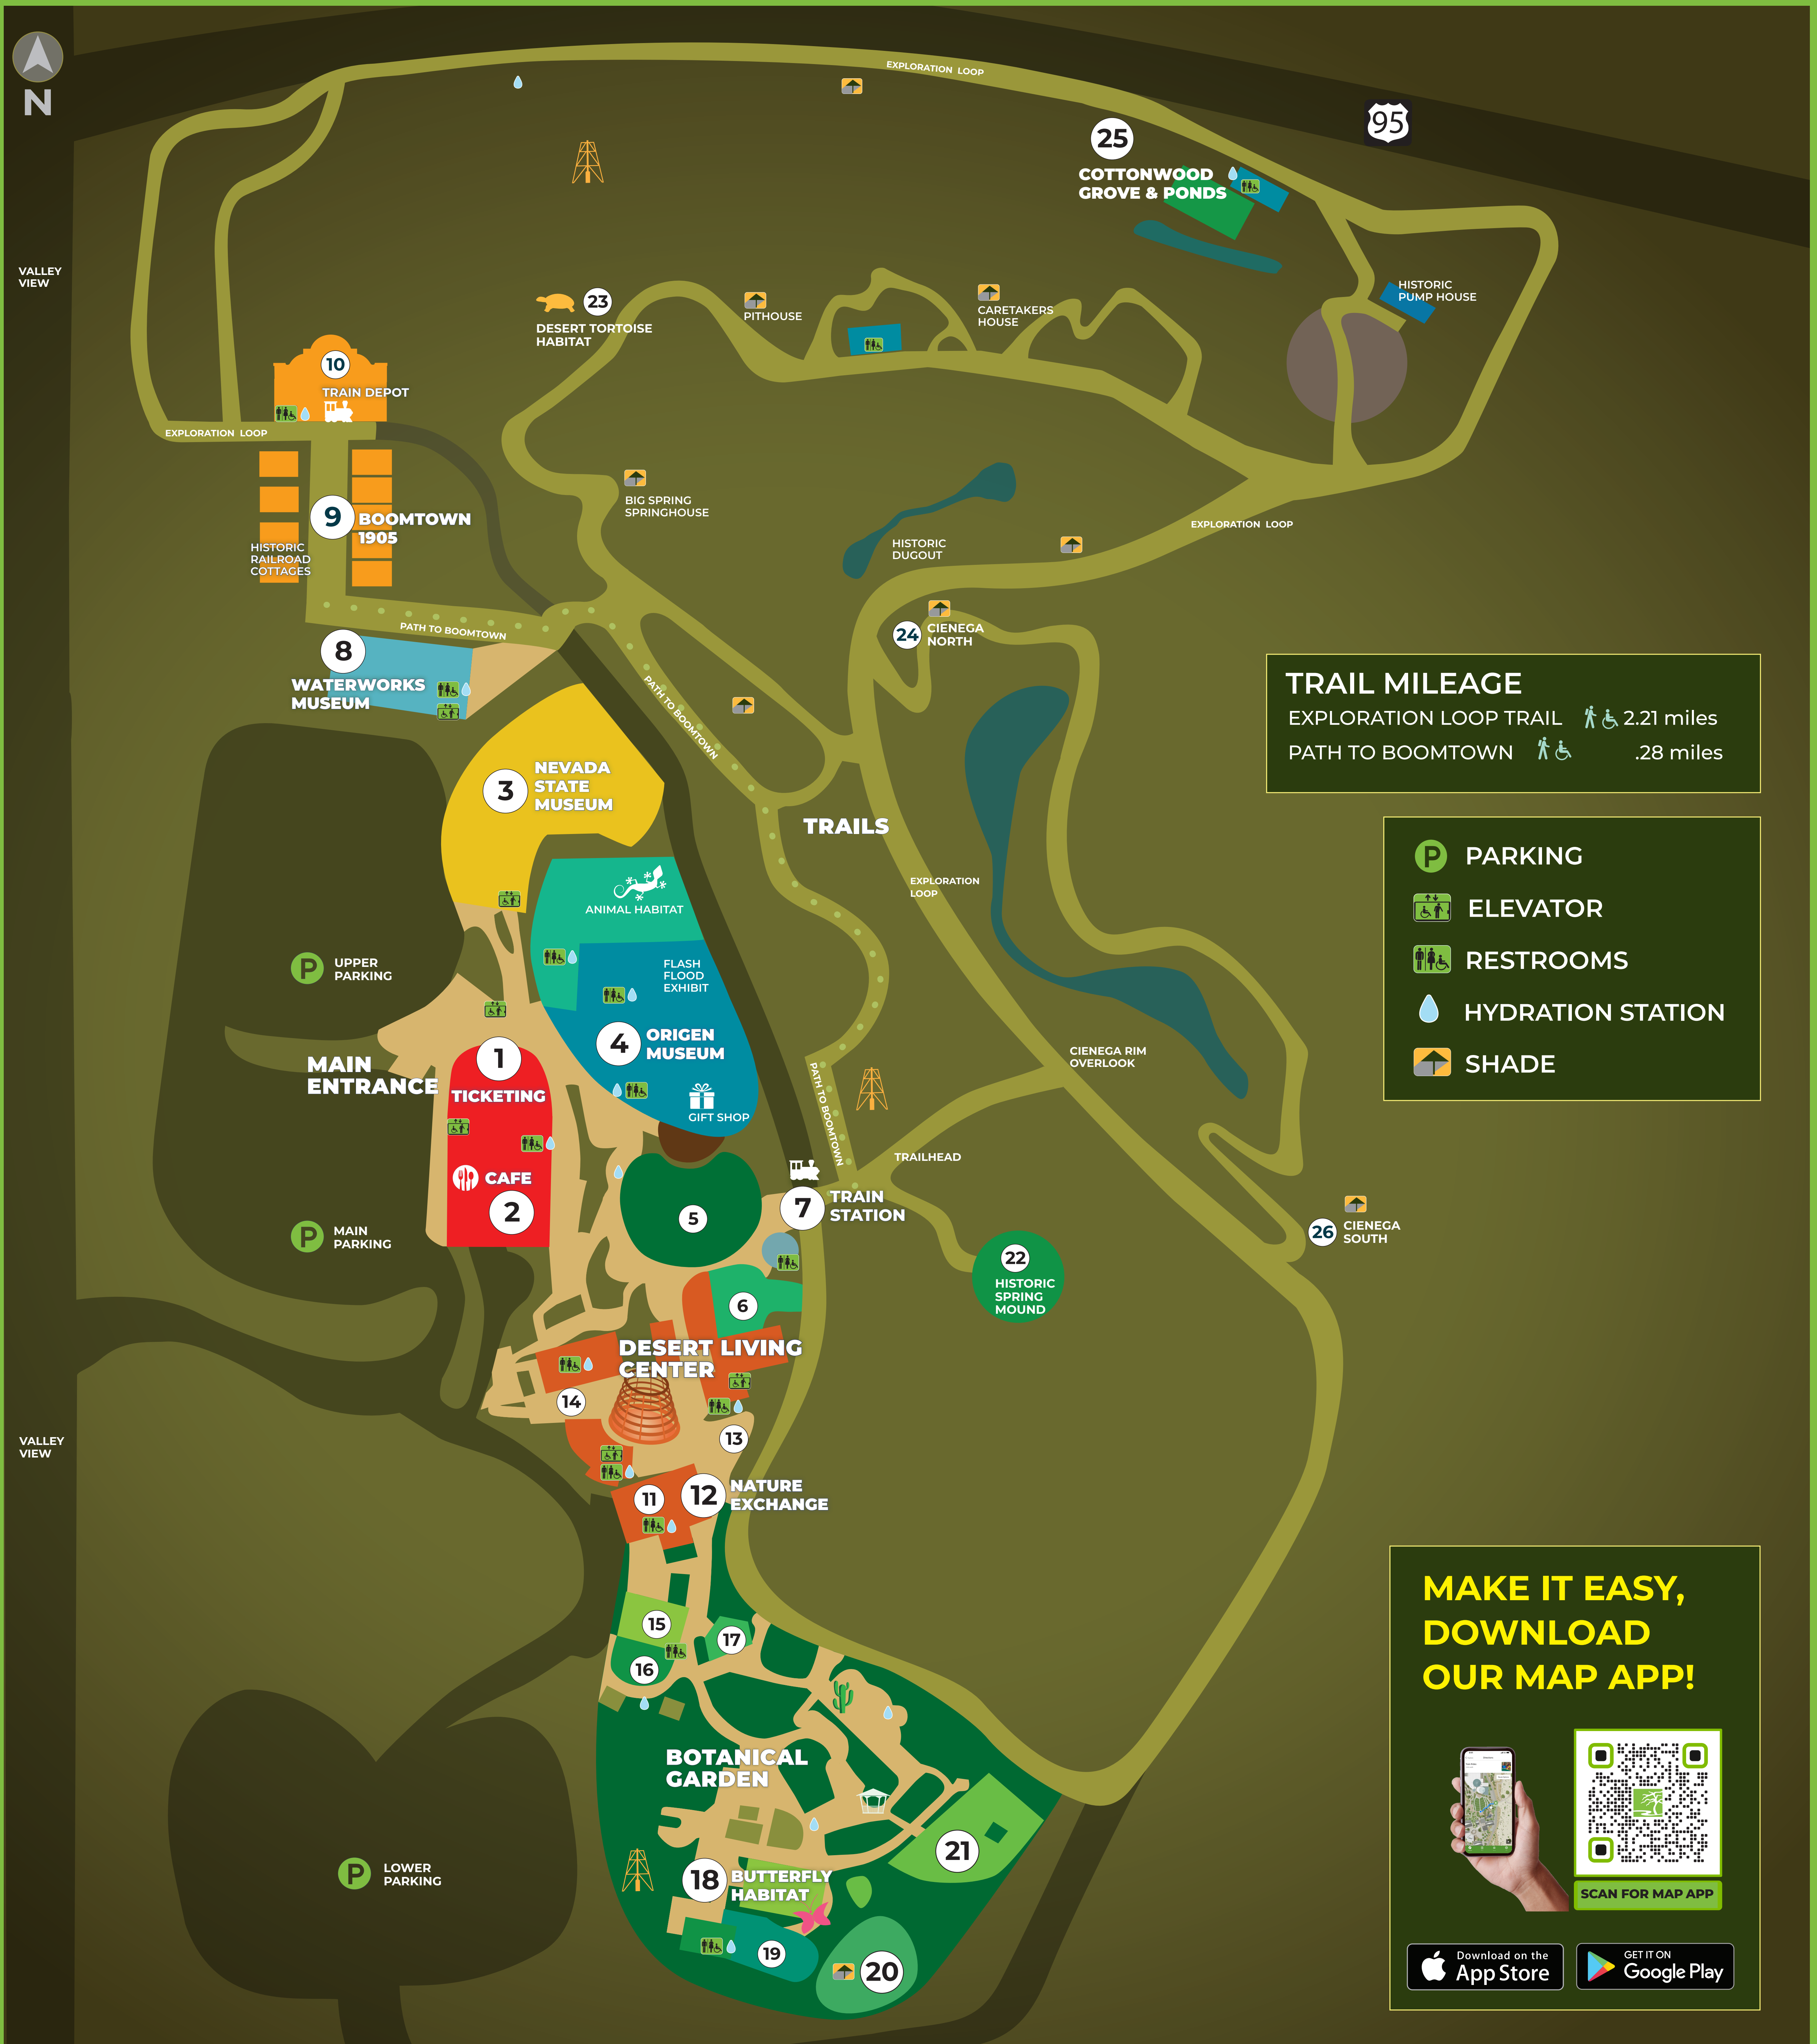 N
EXPLORATION LOOP
95
25
COTTONWOOD
GROVE & PONDS
VALLEY
VIEW
23
DESERT TORTOISE
HABITAT
PITHOUSE
CARETAKERS
HOUSE
HISTORIC
PUMP HOUSE
10
TRAIN DEPOT
EXPLORATION LOOP
BIG SPRING
SPRINGHOUSE
9
BOOMTOWN
1905
HISTORIC
RAILROAD
COTTAGES
EXPLORATION LOOP
HISTORIC
DUGOUT
PATH TO BOOMTOWN
24
CIENEGA
NORTH
8
WATERWORKS
MUSEUM
PATH TO BOOMTOWN
TRAIL MILEAGE
EXPLORATION LOOP TRAIL 2.21 miles
PATH TO BOOMTOWN .28 miles
3
NEVADA
STATE
MUSEUM
TRAILS
P PARKING
ELEVATOR
RESTROOMS
HYDRATION STATION
SHADE
EXPLORATION
LOOP
ANIMAL HABITAT
FLASH
FLOOD
EXHIBIT
P
UPPER
PARKING
4
ORIGEN
MUSEUM
MAIN
ENTRANCE
1
TICKETING
GIFT SHOP
CIENEGA RIM
OVERLOOK
PATH TO BOOMTOWN
TRAILHEAD
CAFE
2
5
7
TRAIN
STATION
P
MAIN
PARKING
26
CIENEGA
SOUTH
22
HISTORIC
SPRING
MOUND
6
DESERT LIVING
CENTER
14
13
VALLEY
VIEW
11
12
NATURE
EXCHANGE
15
17
16
MAKE IT EASY,
DOWNLOAD
OUR MAP APP!
BOTANICAL
GARDEN
21
P
LOWER
PARKING
18
BUTTERFLY
HABITAT
SCAN FOR MAP APP
19
20
Download on the
App Store
GET IT ON
Google Play